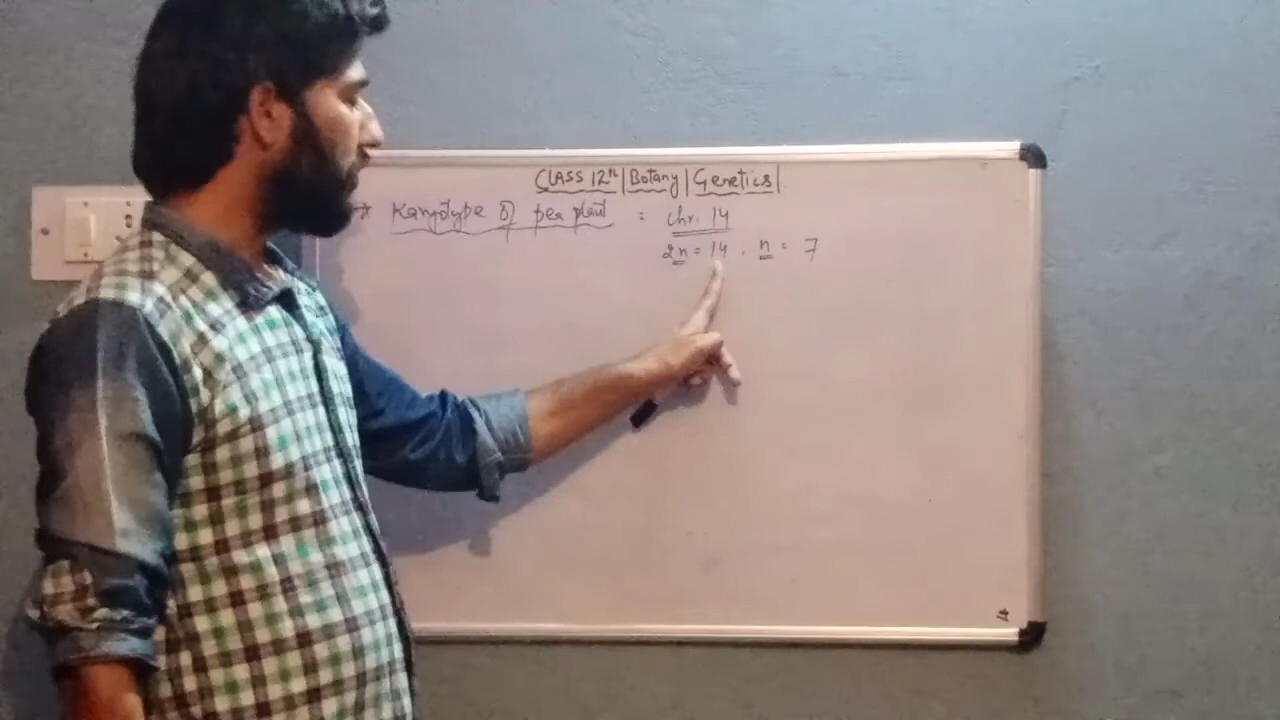 CLASS 12th | Botany | Genetics |
Karyotype of pea plant = chr. 14
2n = 14, n = 7